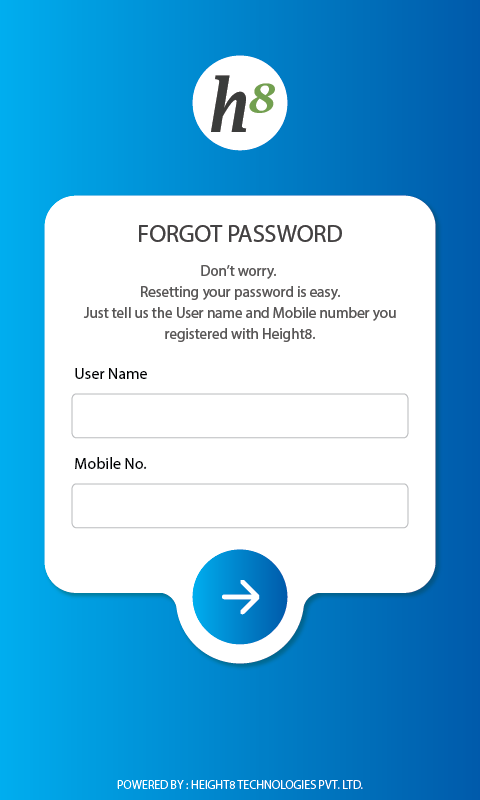 h8
FORGOT PASSWORD
Don’t worry.
Resetting your password is easy.
Just tell us the User name and Mobile number you
registered with Height8.
User Name
Mobile No.
POWERED BY : HEIGHT8 TECHNOLOGIES PVT. LTD.